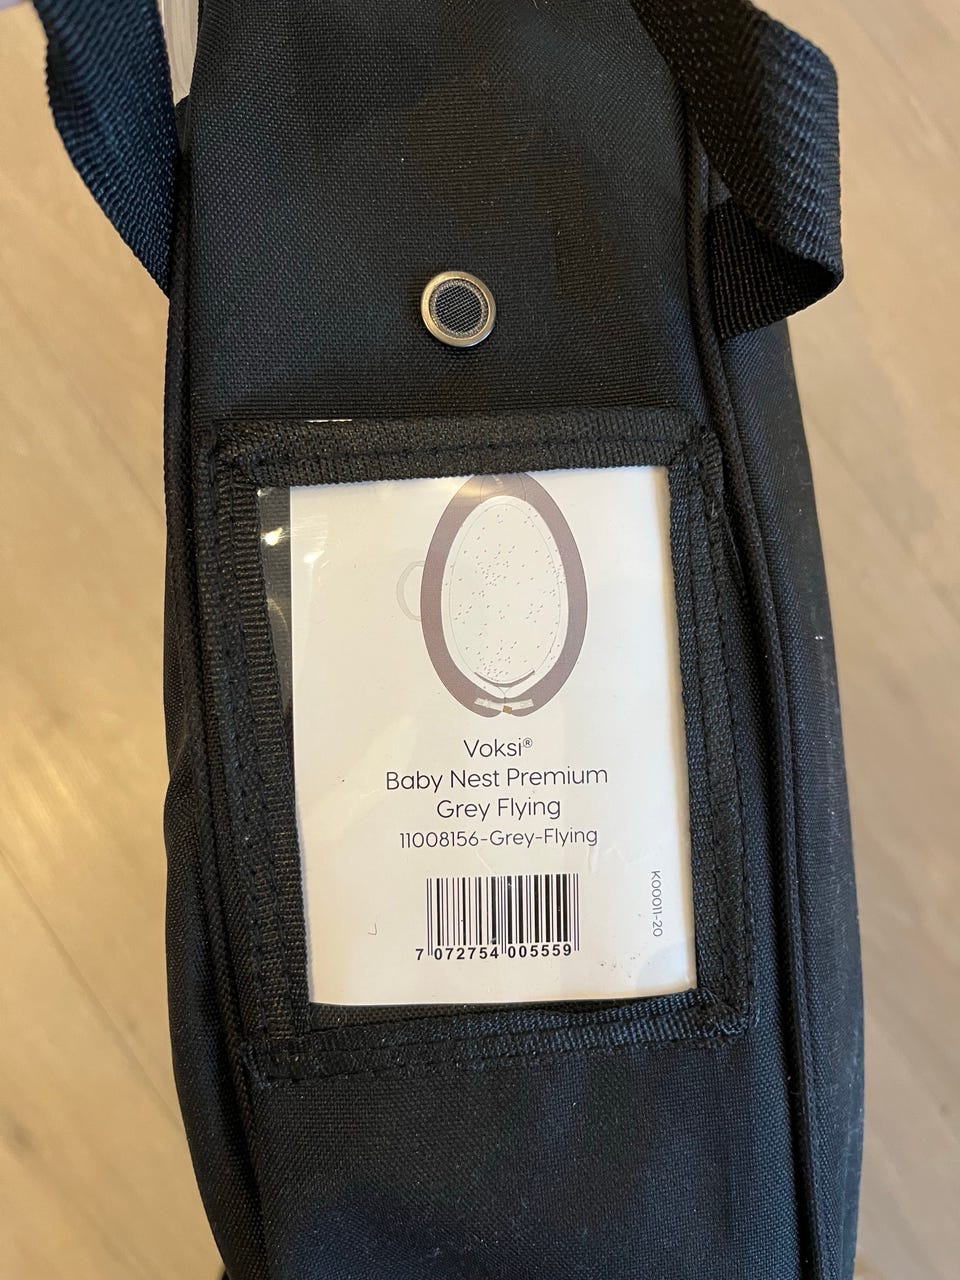 Voksi®
Baby Nest Premium
Grey Flying
11008156-Grey-Flying
K00011-20
7 072754 005559